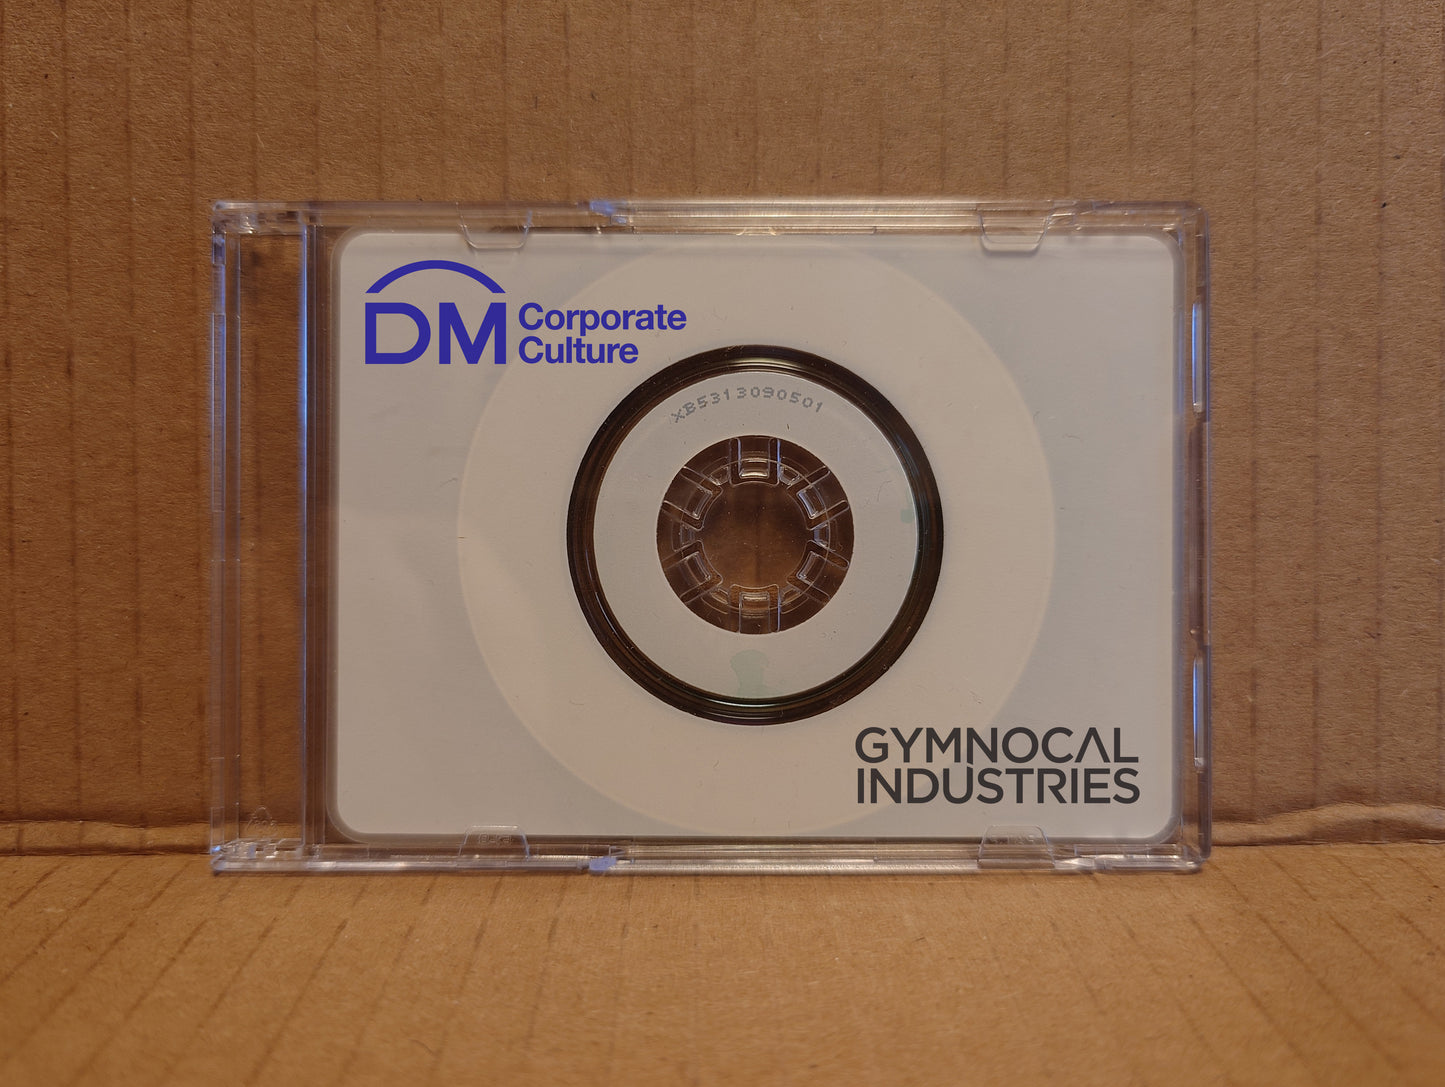 DM Corporate
Culture
XB5313090501
GYMNOCAL
INDUSTRIES